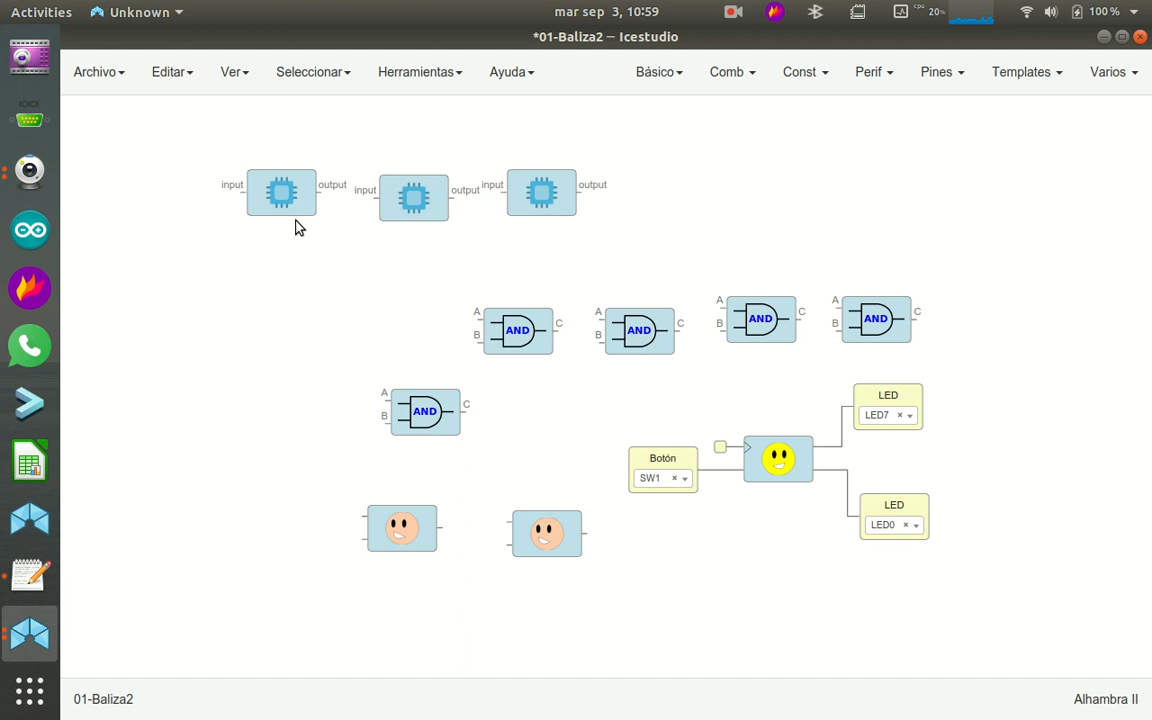 Activities Unknown mar sep 3, 10:59 cpu 20% 100 %
*01-Baliza2 – Icestudio
Archivo Editar Ver Seleccionar Herramientas Ayuda Básico Comb Const Perif Pines Templates Varios
input output input output input output
A B AND C
A B AND C
A B AND C
A B AND C
A B AND C
LED
LED7 ×
Botón
SW1 ×
LED
LED0 ×
01-Baliza2 Alhambra II